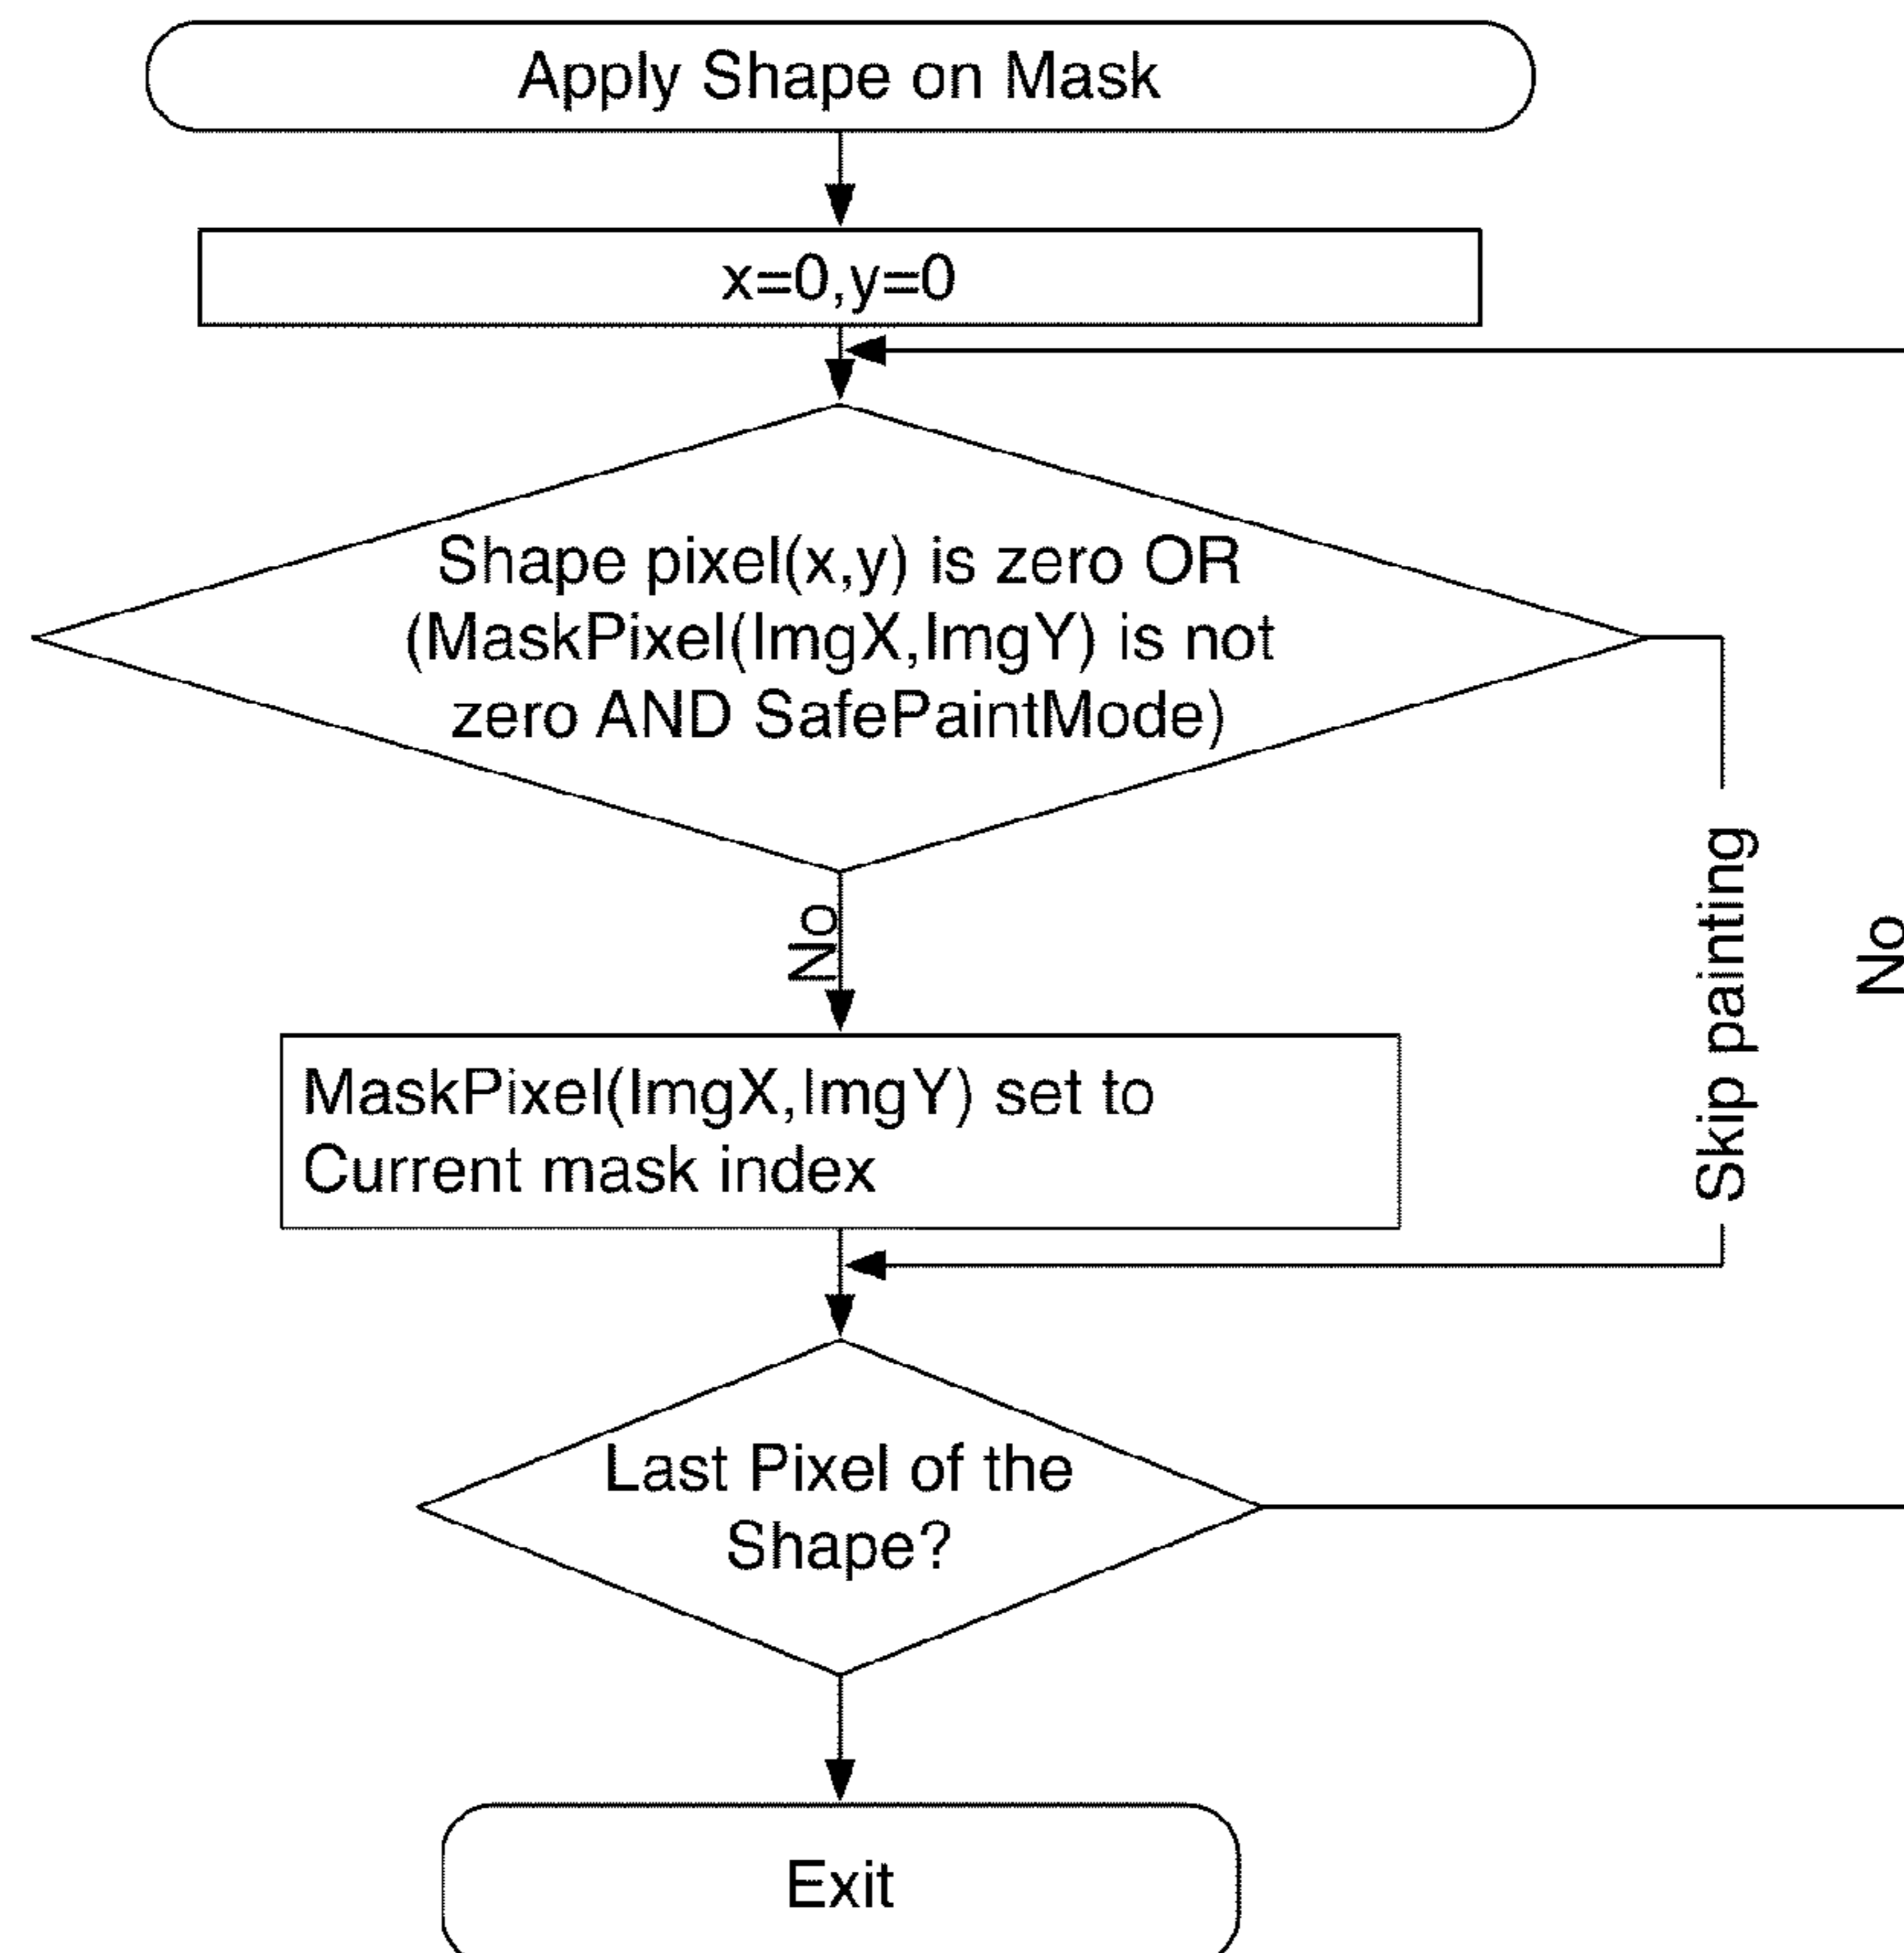 Apply Shape on Mask
x=0,y=0
Shape pixel(x,y) is zero OR
(MaskPixel(ImgX,ImgY) is not
zero AND SafePaintMode)
No
Skip painting
No
MaskPixel(ImgX,ImgY) set to
Current mask index
Last Pixel of the
Shape?
Exit